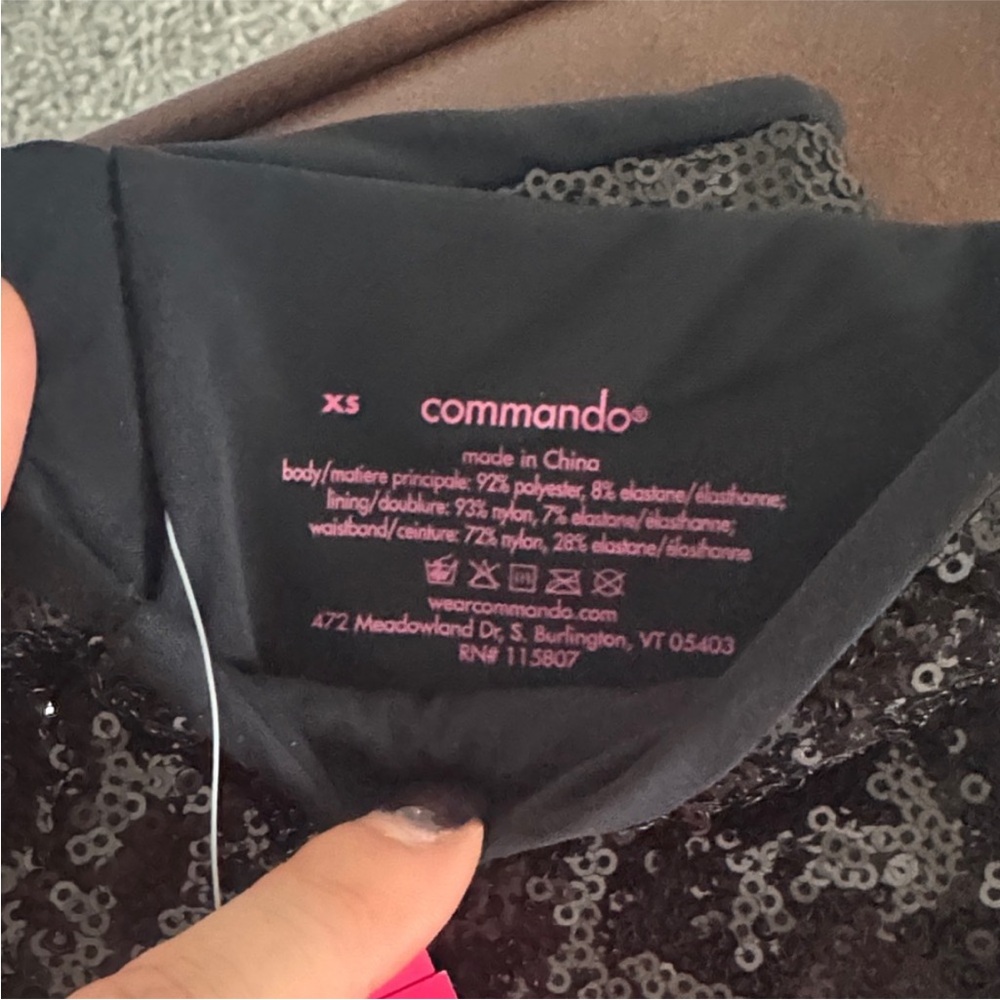 XS commando®
made in China
body/matiere principale: 92% polyester, 8% elastane/élasthanne;
lining/doublure: 93% nylon, 7% elastane/élasthanne;
waistband/ceinture: 72% nylon, 28% elastane/élasthanne
wearcommando.com
472 Meadowland Dr, S. Burlington, VT 05403
RN# 115807